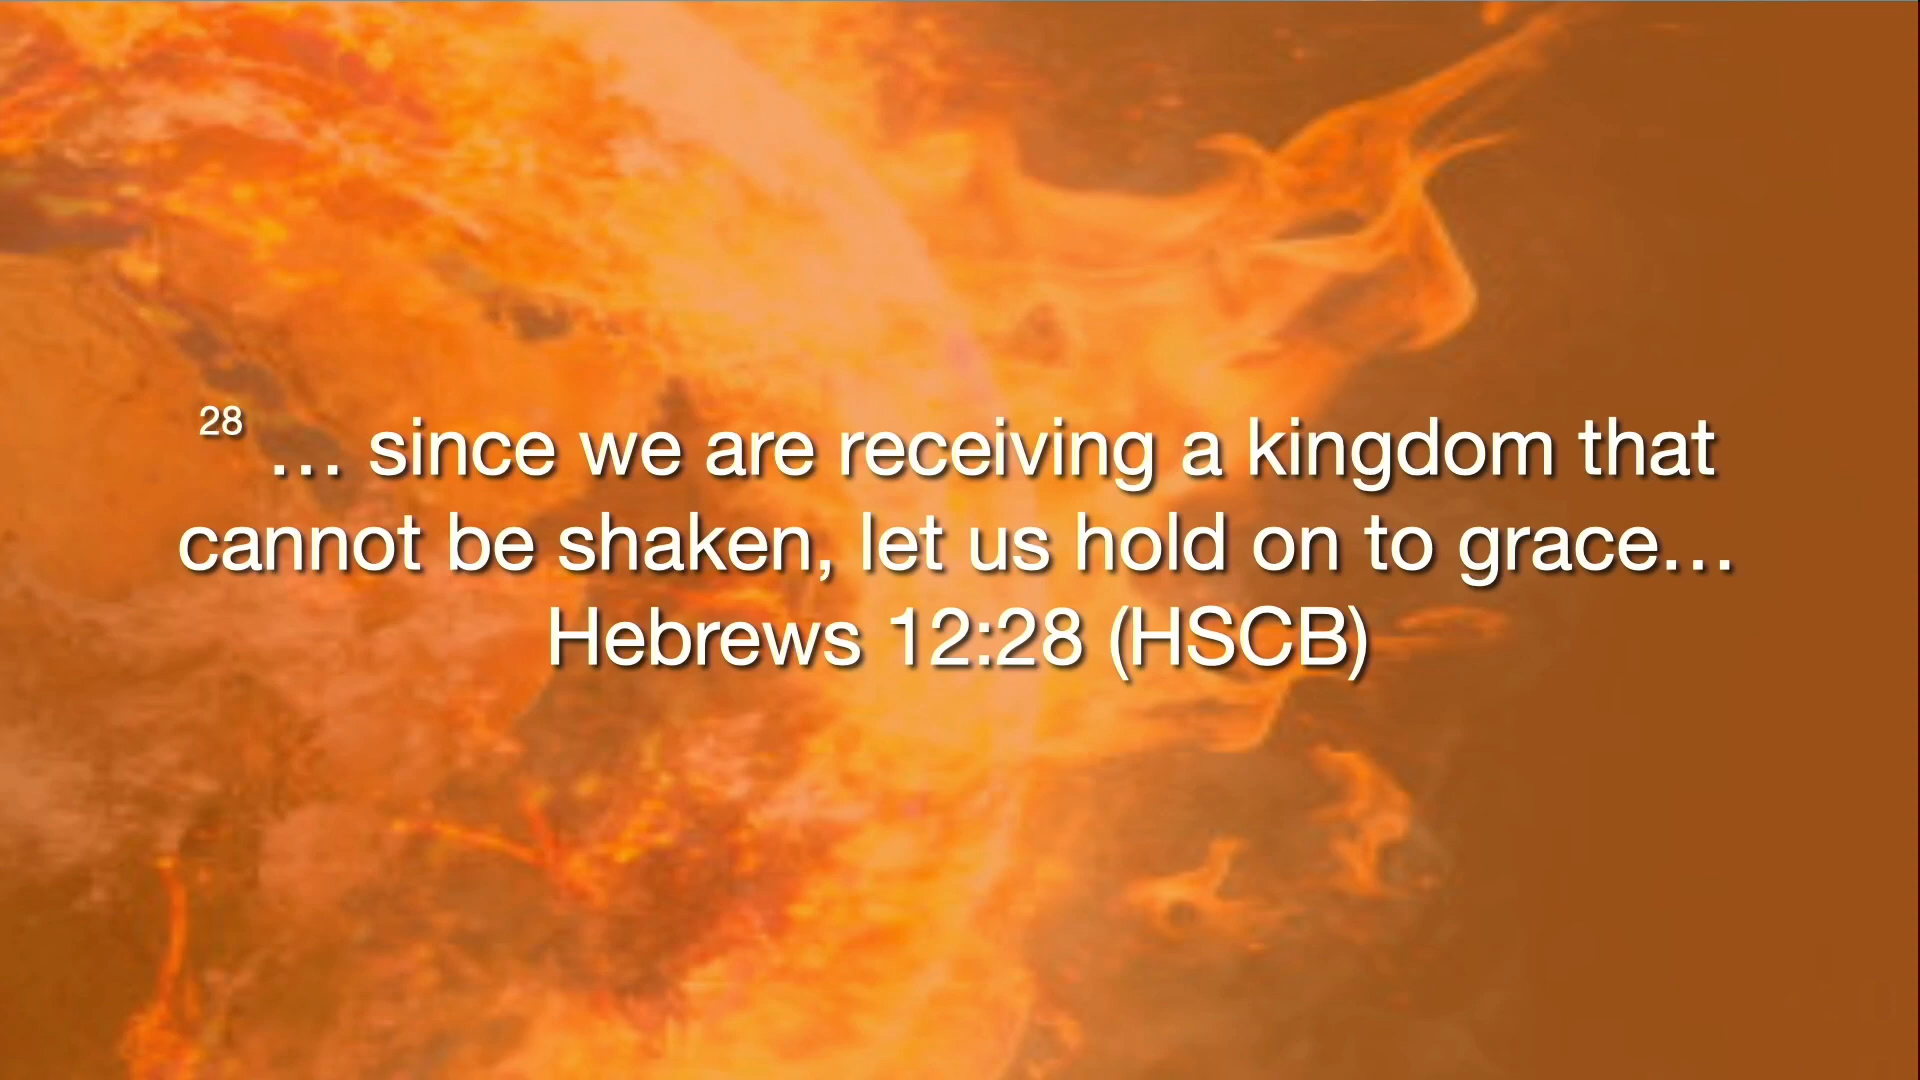 28 … since we are receiving a kingdom that
cannot be shaken, let us hold on to grace…
Hebrews 12:28 (HSCB)